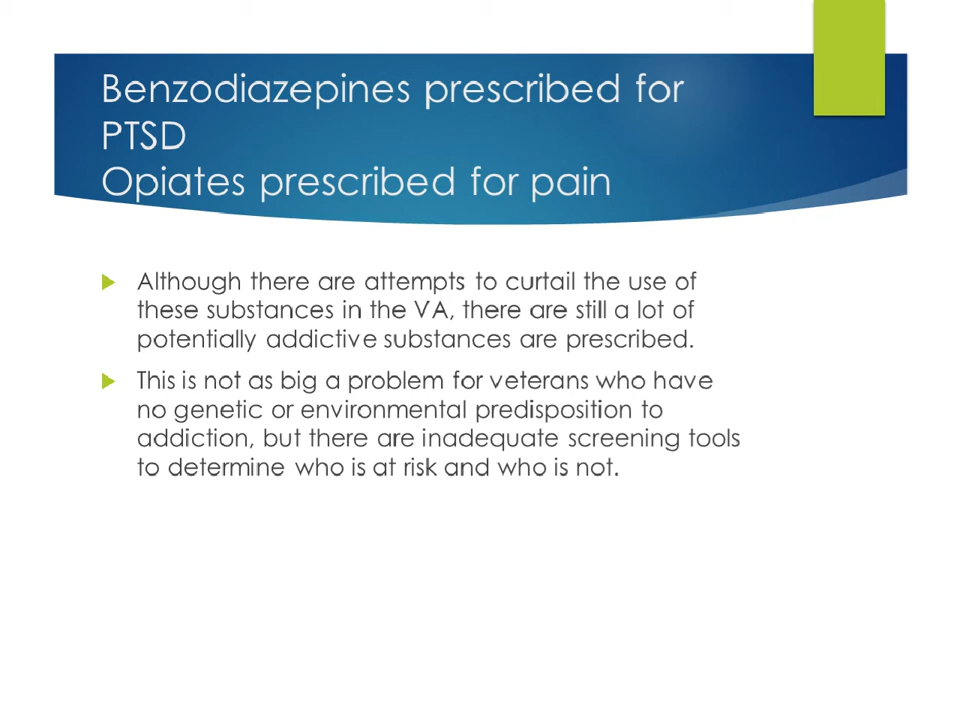 Benzodiazepines prescribed for
PTSD
Opiates prescribed for pain
Although there are attempts to curtail the use of
these substances in the VA, there are still a lot of
potentially addictive substances are prescribed.
This is not as big a problem for veterans who have
no genetic or environmental predisposition to
addiction, but there are inadequate screening tools
to determine who is at risk and who is not.